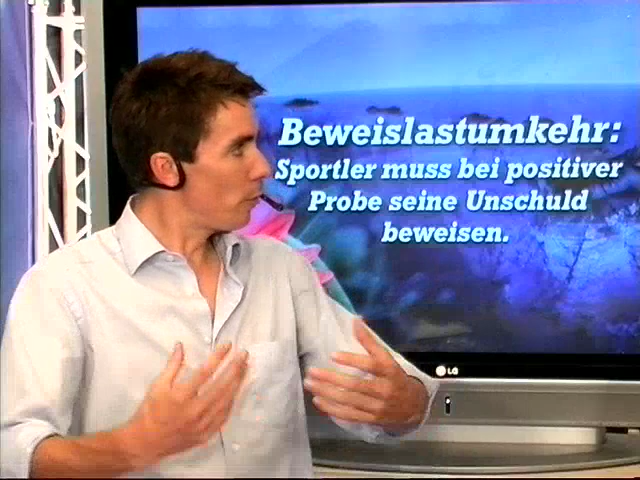 Beweislastumkehr:
Sportler muss bei positiver
Probe seine Unschuld
beweisen.
LG